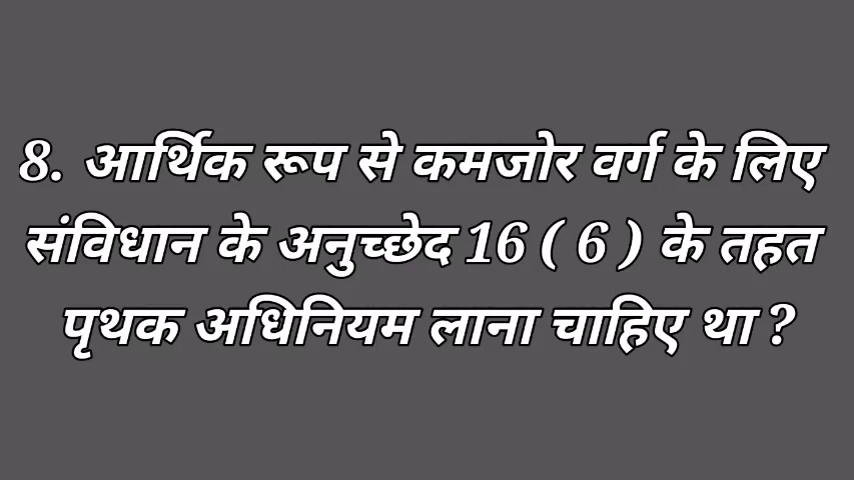 8. आर्थिक रूप से कमजोर वर्ग के लिए
संविधान के अनुच्छेद 16 ( 6 ) के तहत
पृथक अधिनियम लाना चाहिए था ?